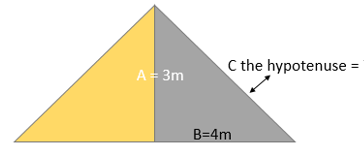 C the hypotenuse =
A = 3m
B=4m